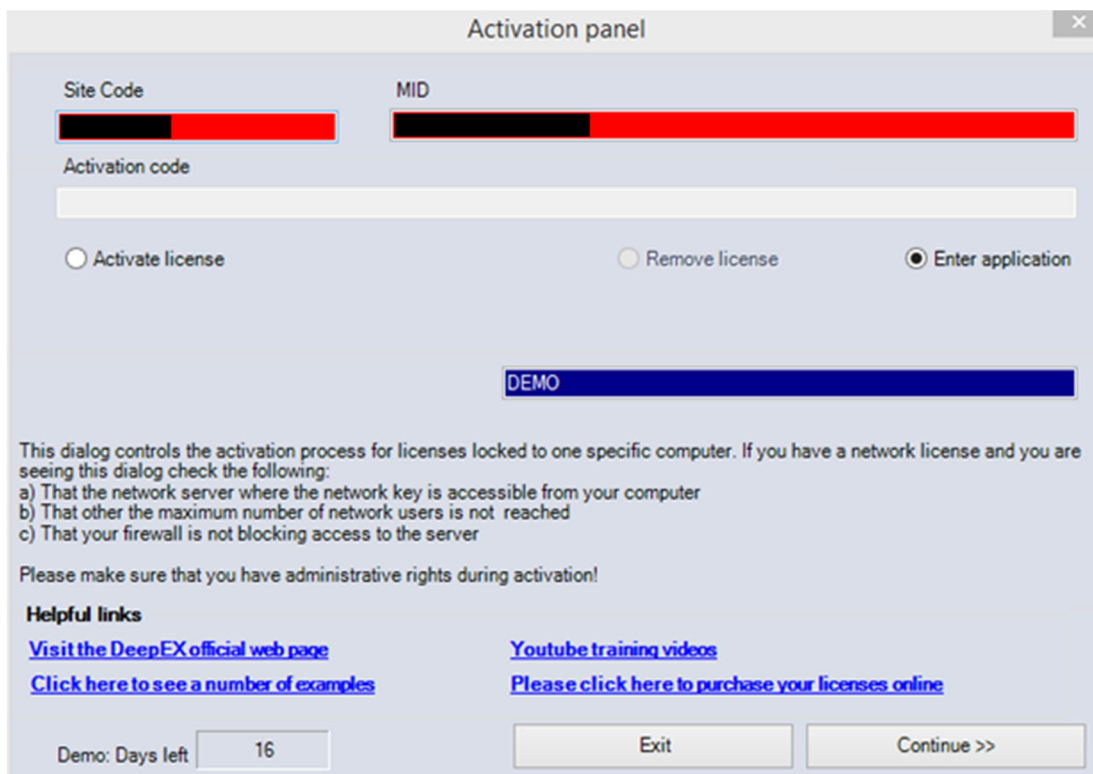 Activation panel
Site Code
MID
Activation code
Activate license
Remove license
Enter application
DEMO
This dialog controls the activation process for licenses locked to one specific computer. If you have a network license and you are
seeing this dialog check the following:
a) That the network server where the network key is accessible from your computer
b) That other the maximum number of network users is not reached
c) That your firewall is not blocking access to the server
Please make sure that you have administrative rights during activation!
Helpful links
Visit the DeepEX official web page
Youtube training videos
Click here to see a number of examples
Please click here to purchase your licenses online
Demo: Days left
16
Exit
Continue >>